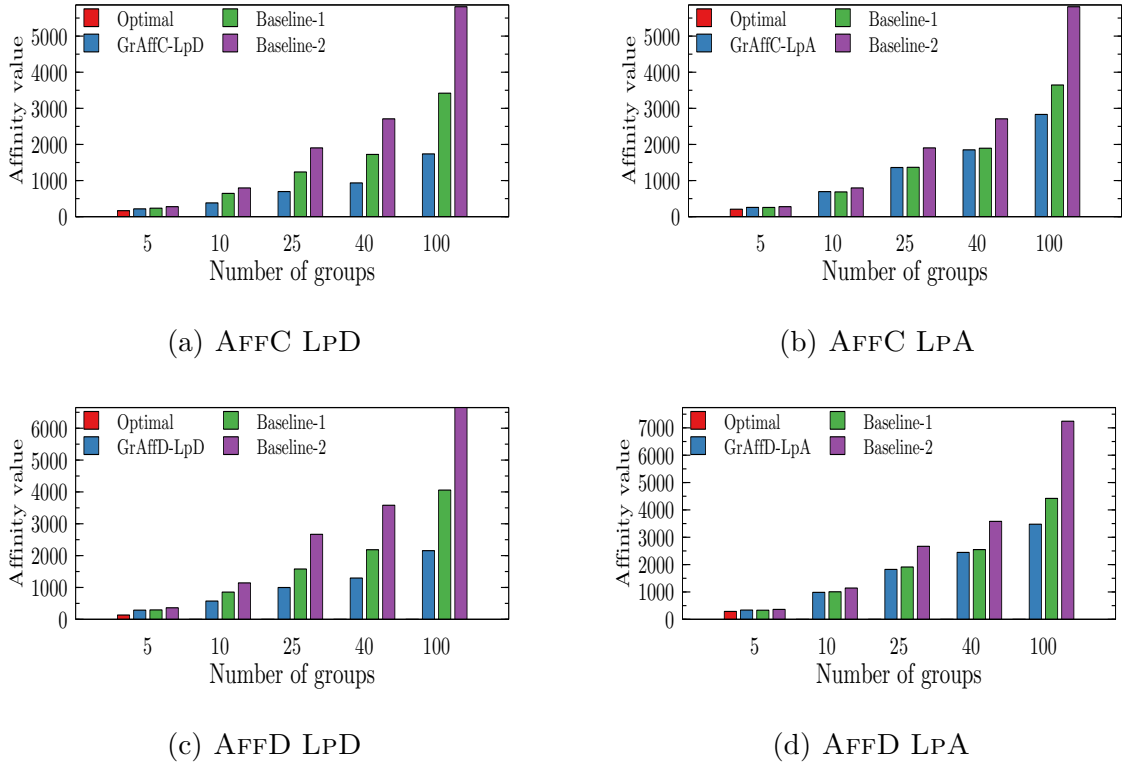 Optimal
Baseline-1
GrAffC-LpD
Baseline-2
Affinity value
5000
4000
3000
2000
1000
0
5 10 25 40 100
Number of groups
(a) AFFC LPD
Optimal
Baseline-1
GrAffC-LpA
Baseline-2
Affinity value
5000
4000
3000
2000
1000
0
5 10 25 40 100
Number of groups
(b) AFFC LPA
Optimal
Baseline-1
GrAffD-LpD
Baseline-2
Affinity value
6000
5000
4000
3000
2000
1000
0
5 10 25 40 100
Number of groups
(c) AFFD LPD
Optimal
Baseline-1
GrAffD-LpA
Baseline-2
Affinity value
7000
6000
5000
4000
3000
2000
1000
0
5 10 25 40 100
Number of groups
(d) AFFD LPA